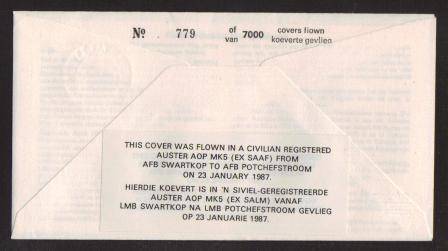 № 779 of 7000 covers flown
van koeverte gevlieg
THIS COVER WAS FLOWN IN A CIVILIAN REGISTERED
AUSTER AOP MK5 (EX SAAF) FROM
AFB SWARTKOP TO AFB POTCHEFSTROOM
ON 23 JANUARY 1987.
HIERDIE KOEVERT IS IN 'N SIVIEL-GEREGISTREERDE
AUSTER AOP MK5 (EX SALM) VANAF
LMB SWARTKOP NA LMB POTCHEFSTROOM GEVLIEG
OP 23 JANUARIE 1987.